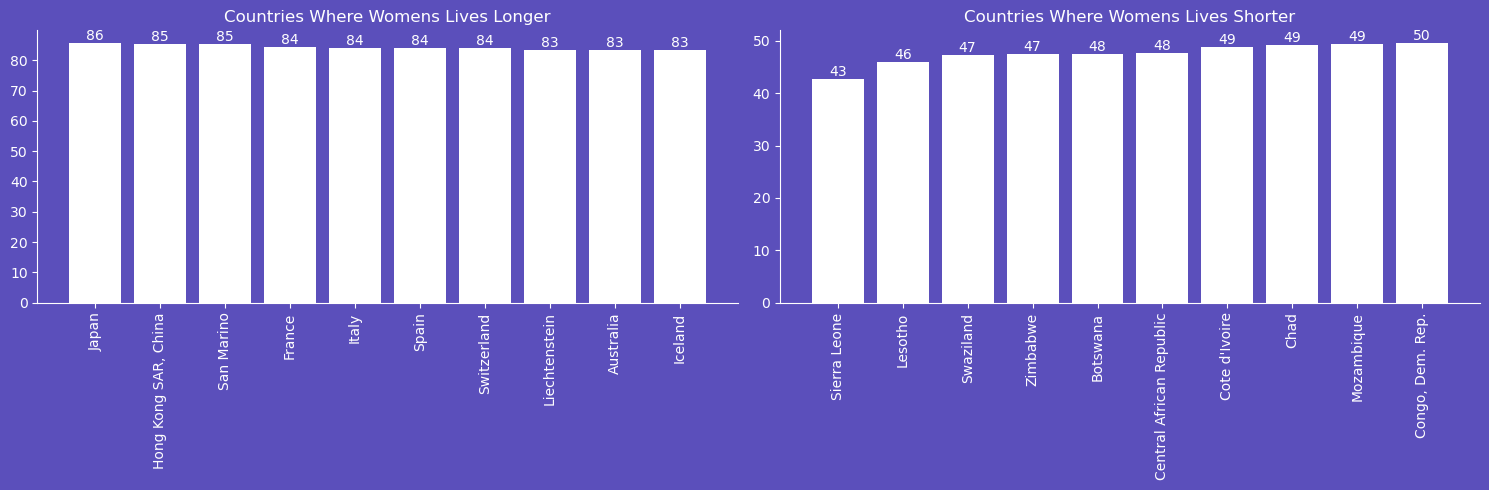 Countries Where Womens Lives Longer
86 85 85 84 84 84 84 83 83 83
80
70
60
50
40
30
20
10
0
Japan
Hong Kong SAR, China
San Marino
France
Italy
Spain
Switzerland
Liechtenstein
Australia
Iceland
Countries Where Womens Lives Shorter
43 46 47 47 48 48 49 49 49 50
50
40
30
20
10
0
Sierra Leone
Lesotho
Swaziland
Zimbabwe
Botswana
Central African Republic
Cote d'Ivoire
Chad
Mozambique
Congo, Dem. Rep.